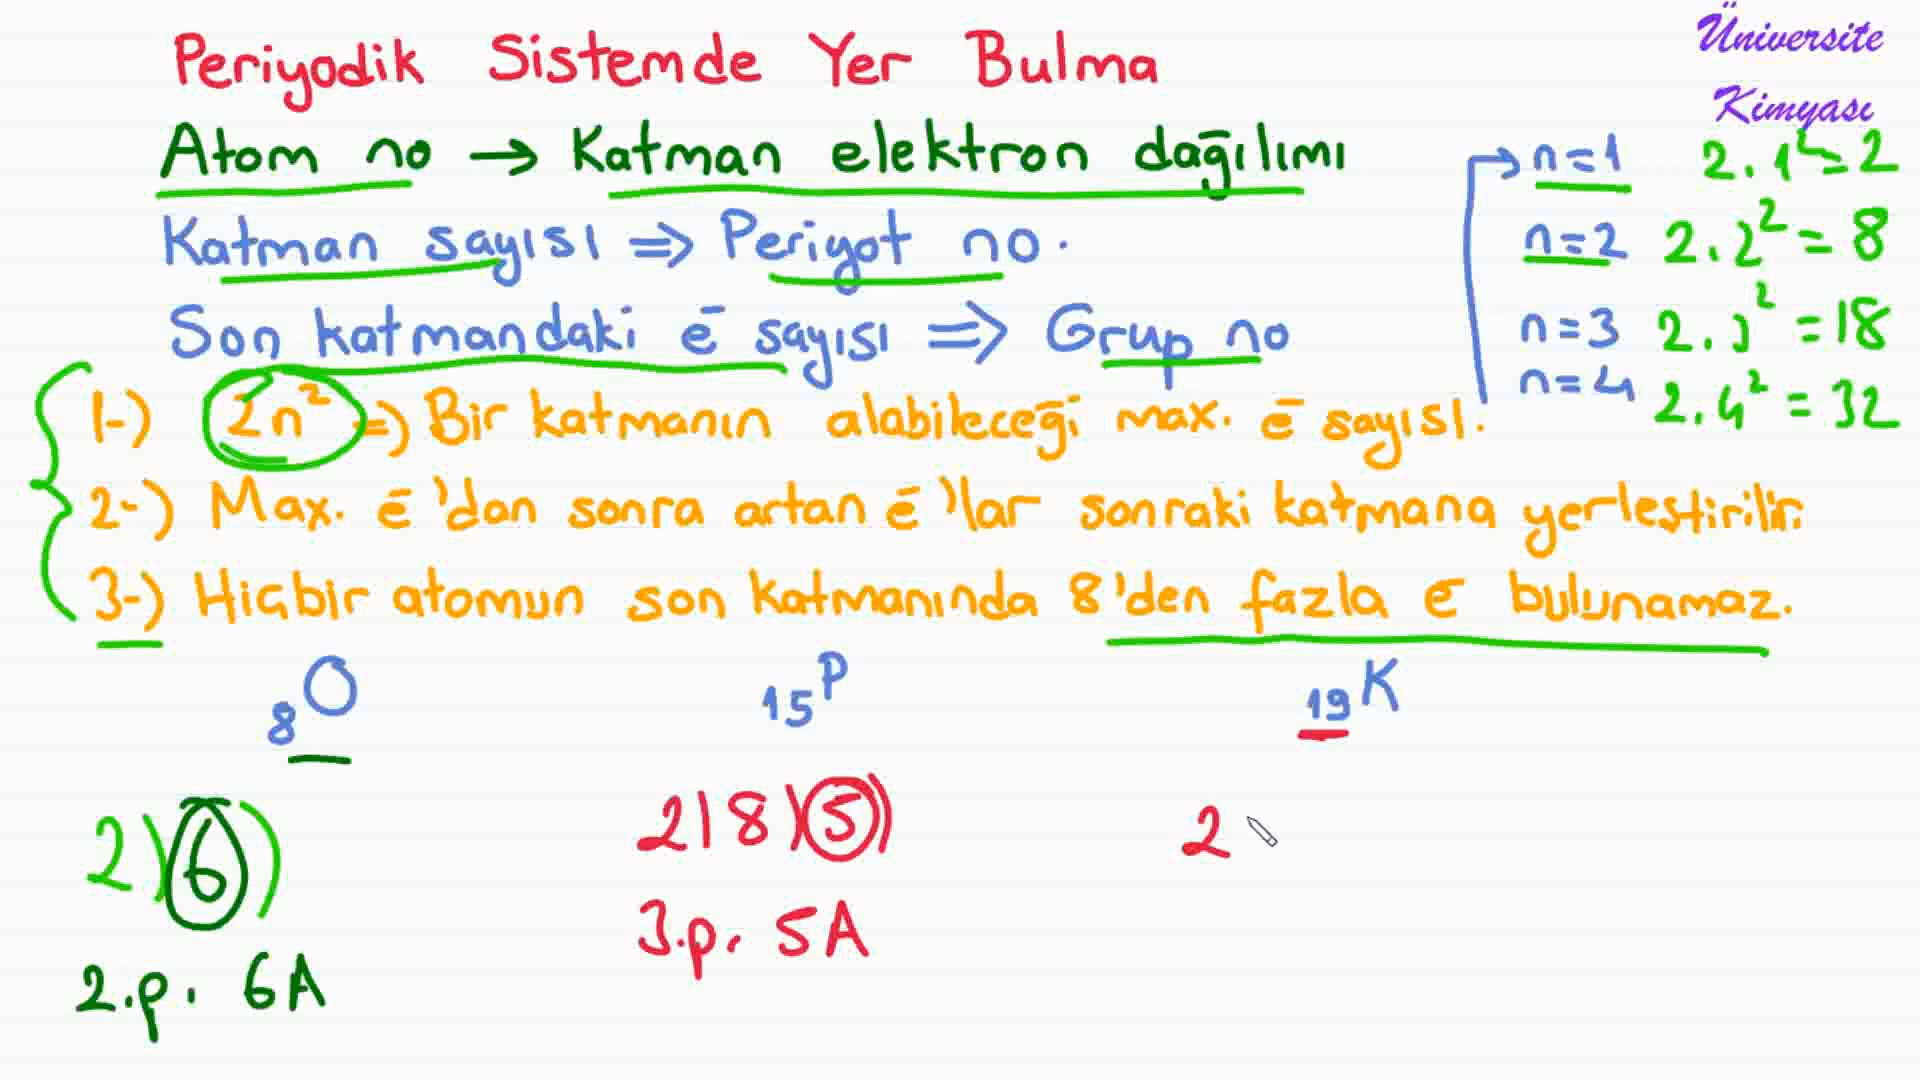 Periyodik Sistemde Yer Bulma
Üniversite
Kimyası
Atom no → Katman elektron dağılımı
Katman sayısı ⇒ Periyot no.
Son katmandaki ē sayısı ⇒ Grup no
n=1 2.1²=2
n=2 2.2²=8
n=3 2.3²=18
n=4 2.4²=32
1-) 2n² ⇒ Bir katmanın alabileceği max. ē sayısı.
2-) Max. ē'dan sonra artan ē'lar sonraki katmana yerleştirilir.
3-) Hiçbir atomun son katmanında 8'den fazla ē bulunamaz.
₈O ₁₅P ₁₉K
2)6) 2)8)5) 2
2.p. 6A 3.p. 5A